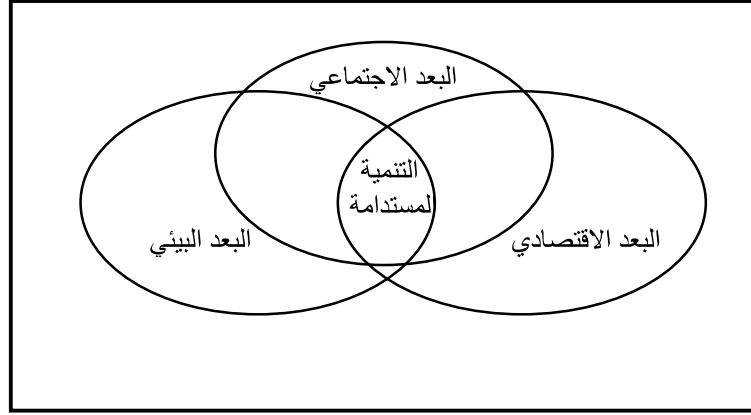 البعد الاجتماعي
التنمية
لمستدامة
البعد الاقتصادي
البعد البيئي